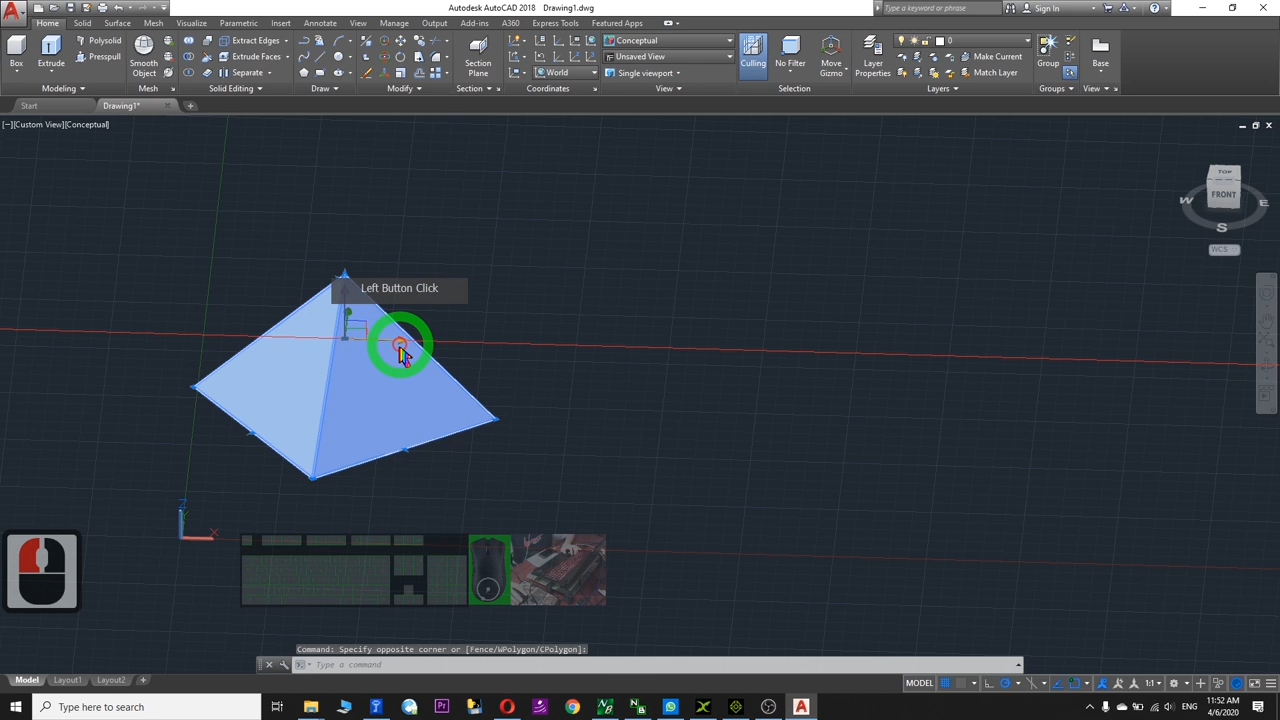 Autodesk AutoCAD 2018    Drawing1.dwg
Type a keyword or phrase
Sign In
Home Solid Surface Mesh Visualize Parametric Insert Annotate View Manage Output Add-ins A360 Express Tools Featured Apps
Box
Extrude
Polysolid
Presspull
Smooth
Object
Extract Edges
Extrude Faces
Separate
Section
Plane
World
Conceptual
Unsaved View
Single viewport
Culling
No Filter
Move
Gizmo
Layer
Properties
0
Make Current
Match Layer
Group
Base
Modeling Mesh Solid Editing Draw Modify Section Coordinates View Selection Layers Groups View
Start Drawing1*
[−][Custom View][Conceptual]
TOP
FRONT
W E
S
WCS
Left Button Click
Z
Y
X
Command: Specify opposite corner or [Fence/WPolygon/CPolygon]:
Type a command
Model Layout1 Layout2
MODEL
1:1
Type here to search
11:52 AM
4/6/2020